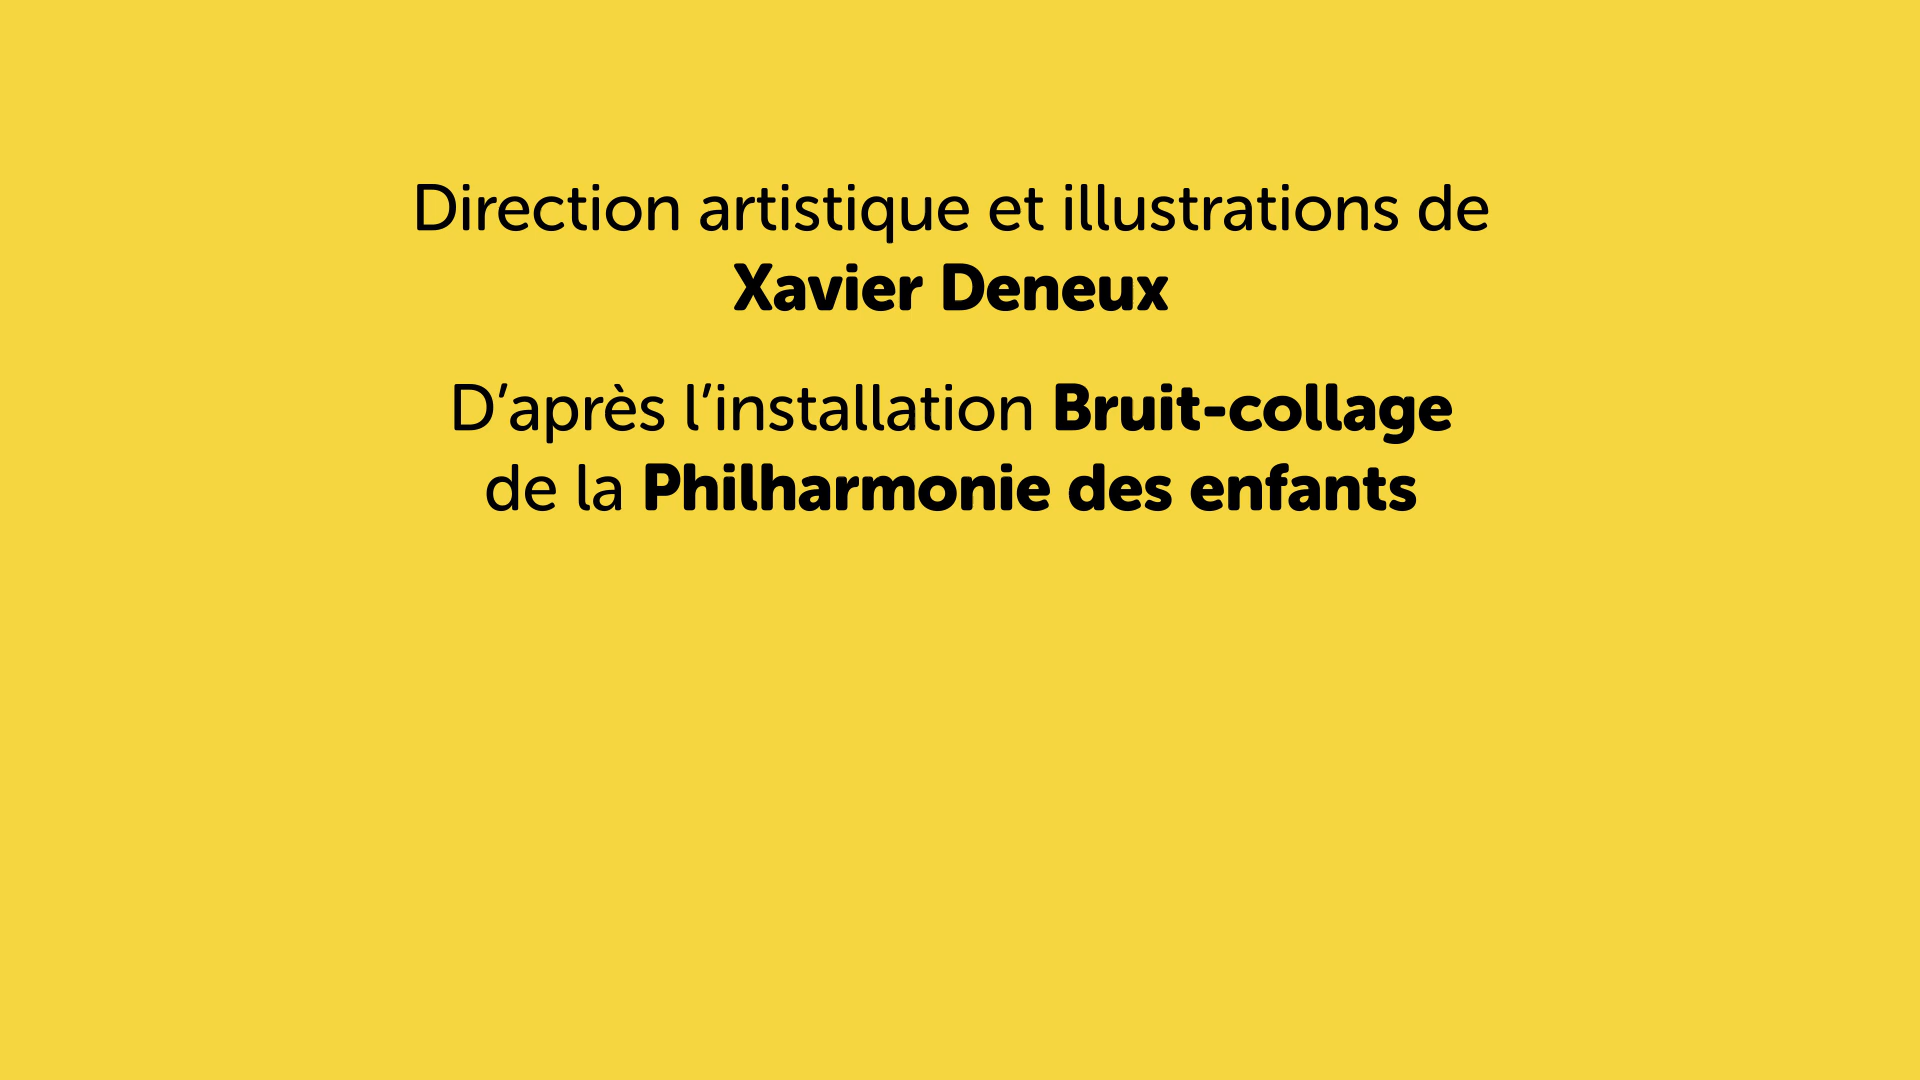 Direction artistique et illustrations de
Xavier Deneux
D’après l’installation Bruit-collage
de la Philharmonie des enfants